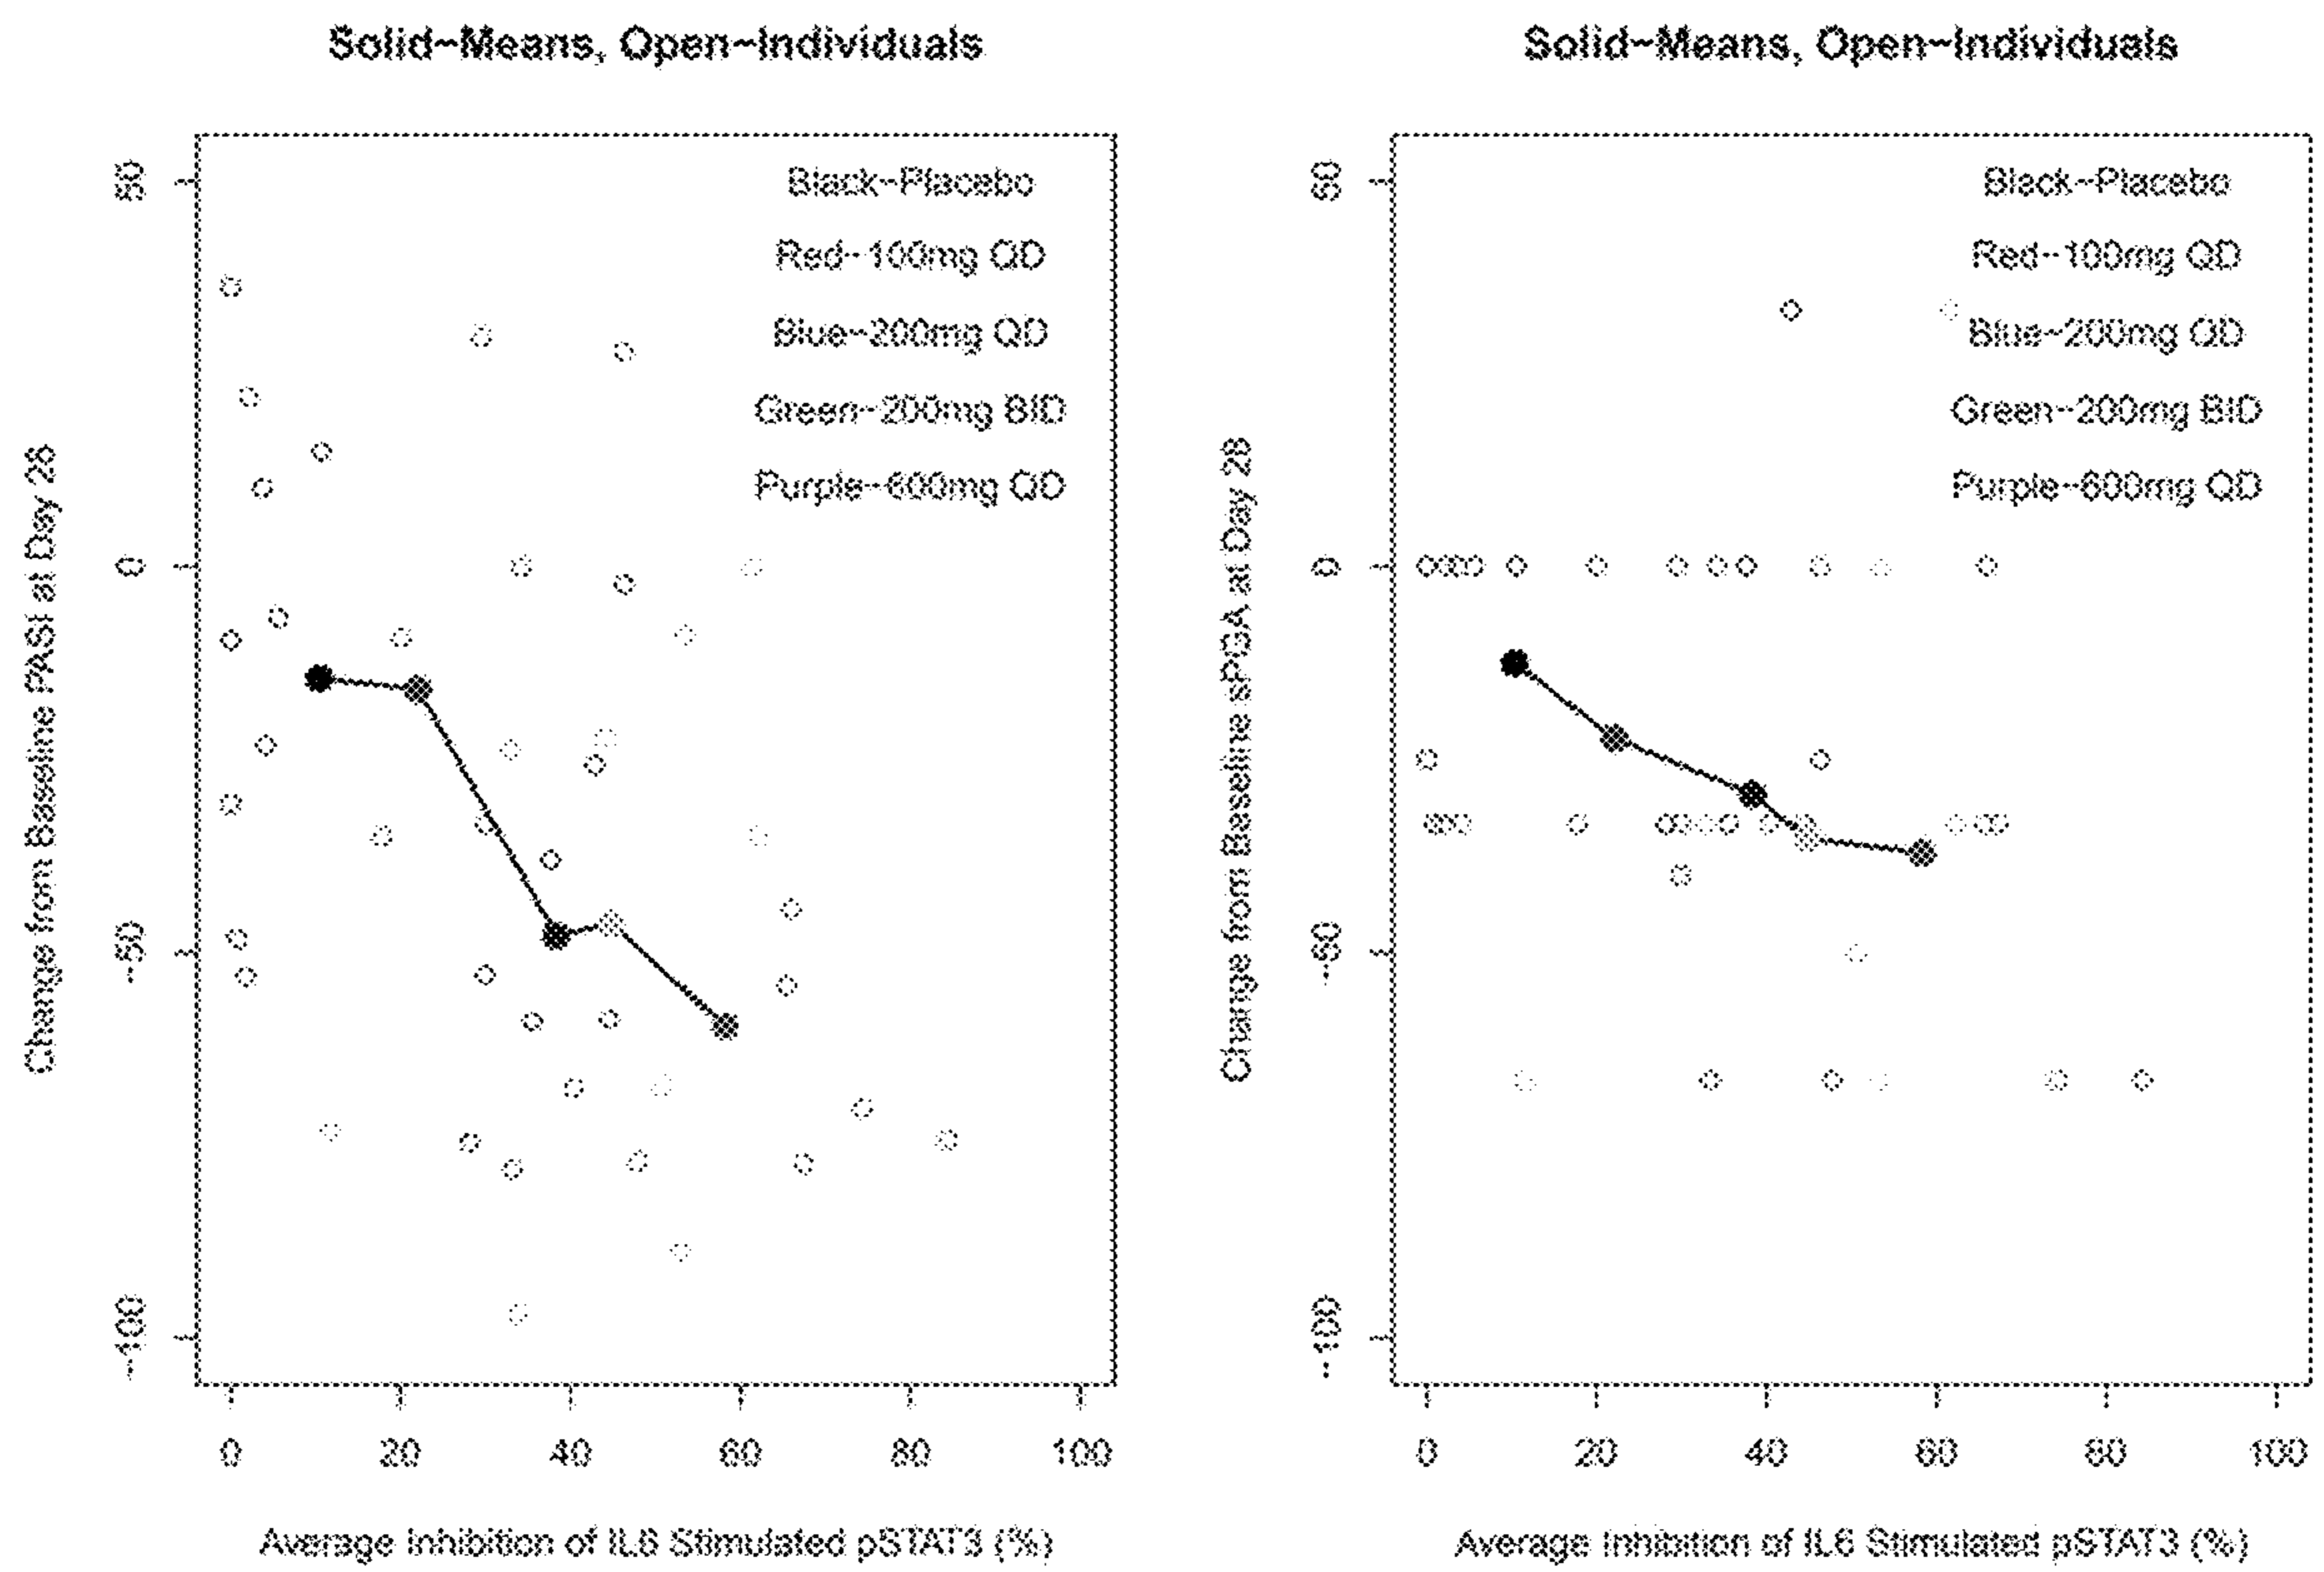 Solid-Means, Open-Individuals
Change from Baseline PASI at Day 28
50
0
-50
-100
Black-Placebo
Red-100mg QD
Blue-200mg QD
Green-200mg BID
Purple-600mg QD
0 20 40 60 80 100
Average Inhibition of IL6 Stimulated pSTAT3 (%)
Solid-Means, Open-Individuals
Change from Baseline sPGA at Day 28
50
0
-50
-100
Black-Placebo
Red-100mg QD
Blue-200mg QD
Green-200mg BID
Purple-600mg QD
0 20 40 60 80 100
Average Inhibition of IL6 Stimulated pSTAT3 (%)